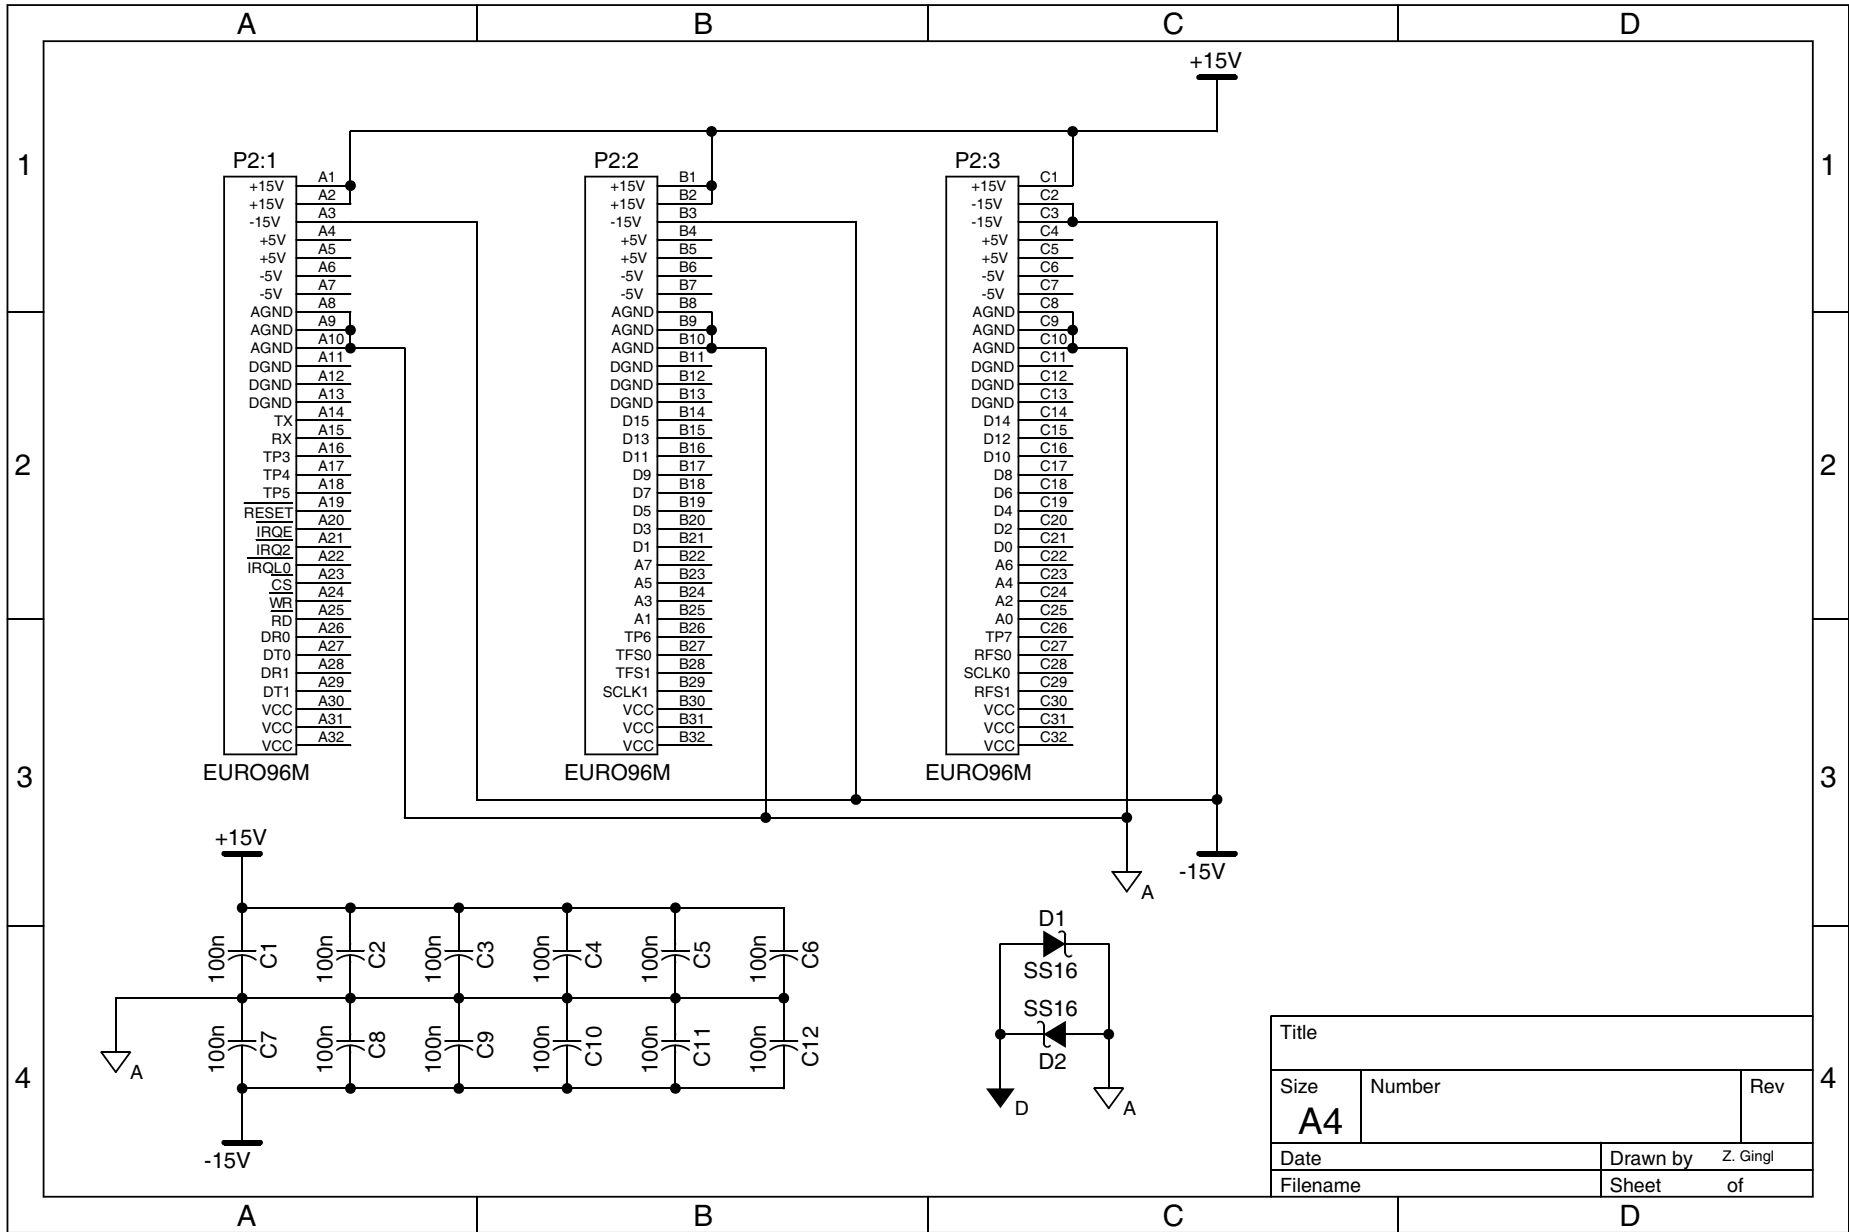 A B C D
+15V
1 1
P2:1 P2:2 P2:3
+15V A1 +15V B1 +15V C1
+15V A2 +15V B2 -15V C2
-15V A3 -15V B3 -15V C3
+5V A4 +5V B4 +5V C4
+5V A5 +5V B5 +5V C5
-5V A6 -5V B6 -5V C6
-5V A7 -5V B7 -5V C7
AGND A8 AGND B8 AGND C8
AGND A9 AGND B9 AGND C9
AGND A10 AGND B10 AGND C10
DGND A11 DGND B11 DGND C11
DGND A12 DGND B12 DGND C12
DGND A13 DGND B13 DGND C13
TX A14 D15 B14 D14 C14
RX A15 D13 B15 D12 C15
TP3 A16 D11 B16 D10 C16
2 2
TP4 A17 D9 B17 D8 C17
TP5 A18 D7 B18 D6 C18
RESET A19 D5 B19 D4 C19
IRQE A20 D3 B20 D2 C20
IRQ2 A21 D1 B21 D0 C21
IRQL0 A22 A7 B22 A6 C22
CS A23 A5 B23 A4 C23
WR A24 A3 B24 A2 C24
RD A25 A1 B25 A0 C25
DR0 A26 TP6 B26 TP7 C26
DT0 A27 TFS0 B27 RFS0 C27
DR1 A28 TFS1 B28 SCLK0 C28
DT1 A29 SCLK1 B29 RFS1 C29
VCC A30 VCC B30 VCC C30
VCC A31 VCC B31 VCC C31
VCC A32 VCC B32 VCC C32
EURO96M EURO96M EURO96M
3 3
+15V
-15V
A
100n C1 100n C2 100n C3 100n C4 100n C5 100n C6
100n C7 100n C8 100n C9 100n C10 100n C11 100n C12
A
-15V
D1
SS16
SS16
D2
D A
4 4
Title
Size Number Rev
A4
Date Drawn by Z. Gingl
Filename Sheet of
A B C D